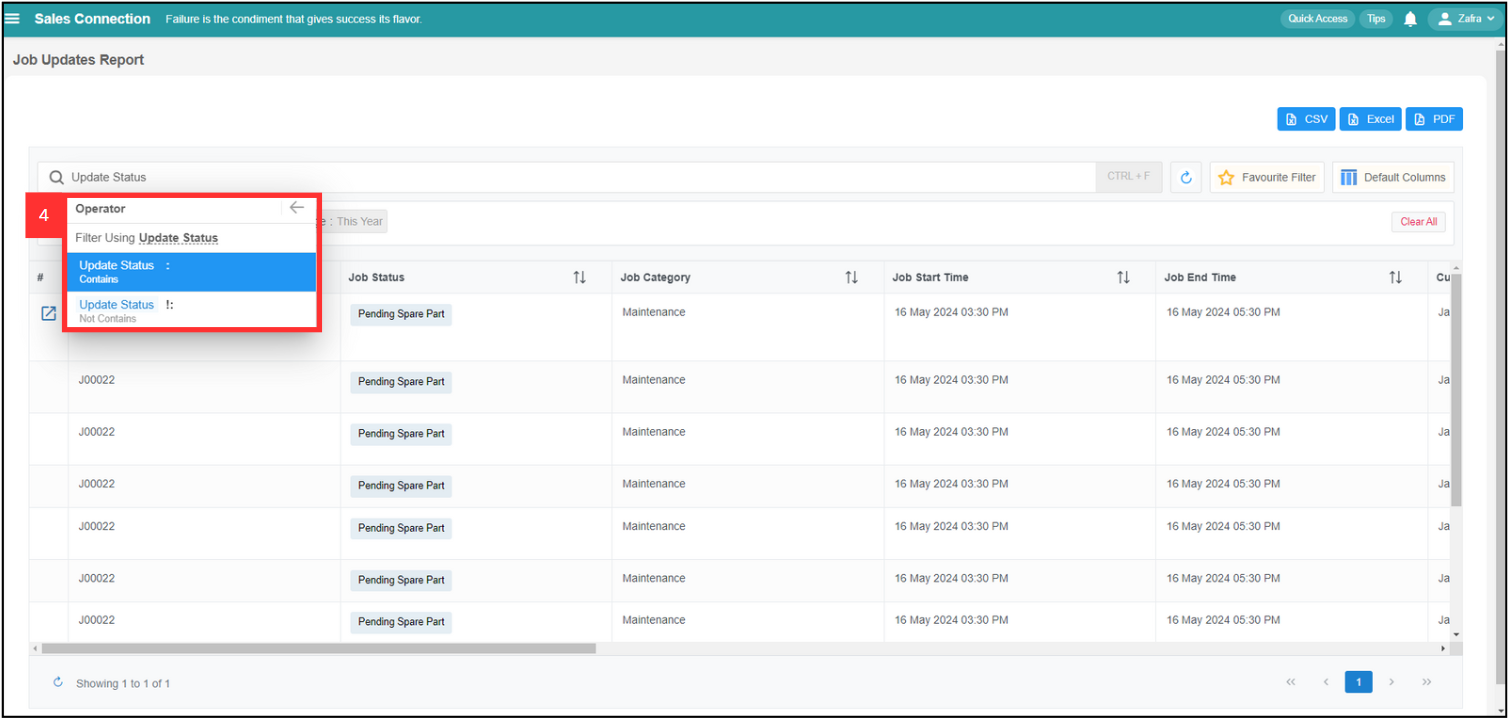 Sales Connection Failure is the condiment that gives success its flavor. Quick Access Tips Zafra
Job Updates Report
CSV Excel PDF
Update Status CTRL + F Favourite Filter Default Columns
4 Operator
: This Year Clear All
Filter Using Update Status
Update Status :
Contains
# Job Status Job Category Job Start Time Job End Time Cu
Update Status !:
Not Contains
Pending Spare Part Maintenance 16 May 2024 03:30 PM 16 May 2024 05:30 PM Ja
J00022 Pending Spare Part Maintenance 16 May 2024 03:30 PM 16 May 2024 05:30 PM Ja
J00022 Pending Spare Part Maintenance 16 May 2024 03:30 PM 16 May 2024 05:30 PM Ja
J00022 Pending Spare Part Maintenance 16 May 2024 03:30 PM 16 May 2024 05:30 PM Ja
J00022 Pending Spare Part Maintenance 16 May 2024 03:30 PM 16 May 2024 05:30 PM Ja
J00022 Pending Spare Part Maintenance 16 May 2024 03:30 PM 16 May 2024 05:30 PM Ja
J00022 Pending Spare Part Maintenance 16 May 2024 03:30 PM 16 May 2024 05:30 PM Ja
Showing 1 to 1 of 1 « ‹ 1 › »